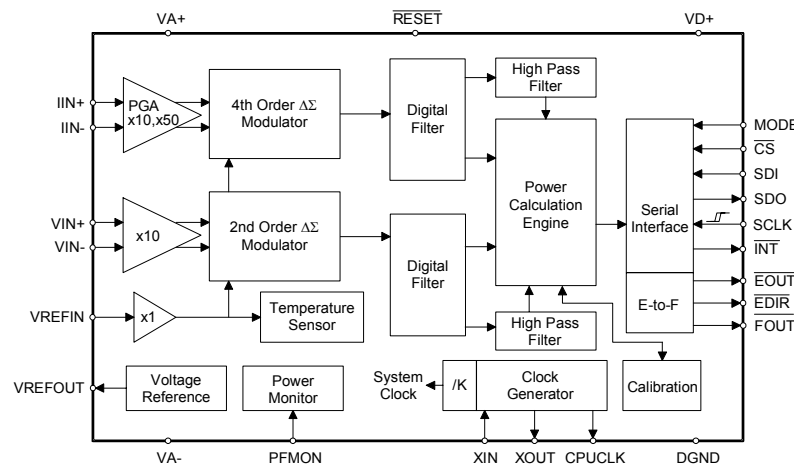 VA+
RESET
VD+
IIN+
IIN-
PGA
x10,x50
4th Order ΔΣ
Modulator
Digital
Filter
High Pass
Filter
Power
Calculation
Engine
Serial
Interface
MODE
CS
SDI
SDO
SCLK
INT
VIN+
VIN-
x10
2nd Order ΔΣ
Modulator
Digital
Filter
High Pass
Filter
E-to-F
EOUT
EDIR
FOUT
VREFIN
x1
Temperature
Sensor
VREFOUT
Voltage
Reference
Power
Monitor
System
Clock
/K
Clock
Generator
Calibration
VA-
PFMON
XIN
XOUT
CPUCLK
DGND